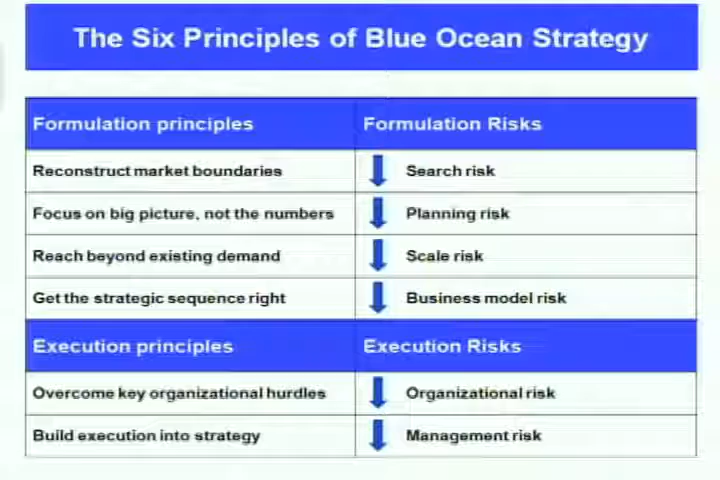 The Six Principles of Blue Ocean Strategy
Formulation principles Formulation Risks
Reconstruct market boundaries Search risk
Focus on big picture, not the numbers Planning risk
Reach beyond existing demand Scale risk
Get the strategic sequence right Business model risk
Execution principles Execution Risks
Overcome key organizational hurdles Organizational risk
Build execution into strategy Management risk